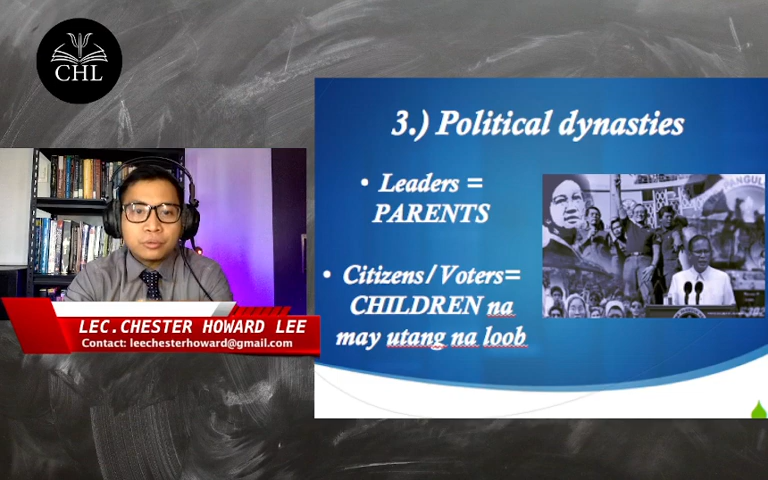 CHL
3.) Political dynasties
• Leaders =
PARENTS
• Citizens/Voters=
CHILDREN na
may utang na loob
LEC.CHESTER HOWARD LEE
Contact: leechesterhoward@gmail.com